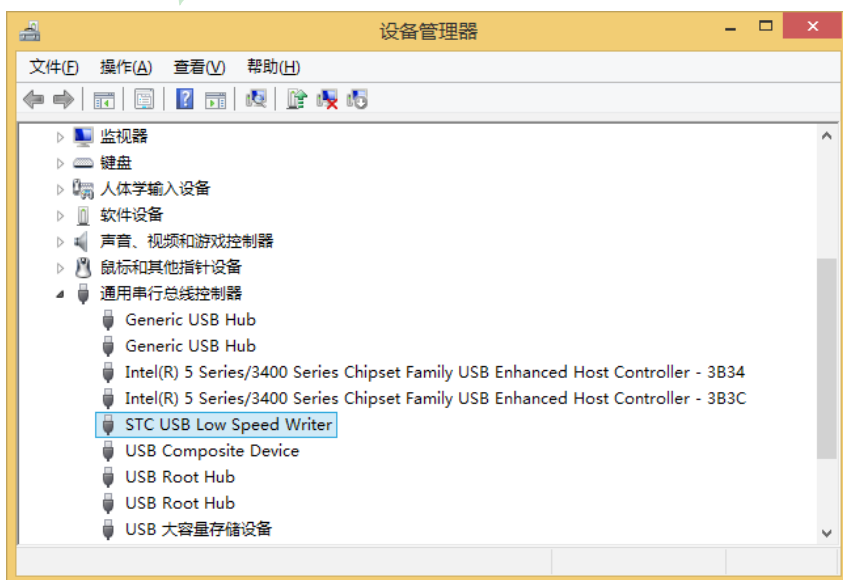 设备管理器
文件(F) 操作(A) 查看(V) 帮助(H)
监视器
键盘
人体学输入设备
软件设备
声音、视频和游戏控制器
鼠标和其他指针设备
通用串行总线控制器
Generic USB Hub
Generic USB Hub
Intel(R) 5 Series/3400 Series Chipset Family USB Enhanced Host Controller - 3B34
Intel(R) 5 Series/3400 Series Chipset Family USB Enhanced Host Controller - 3B3C
STC USB Low Speed Writer
USB Composite Device
USB Root Hub
USB Root Hub
USB 大容量存储设备